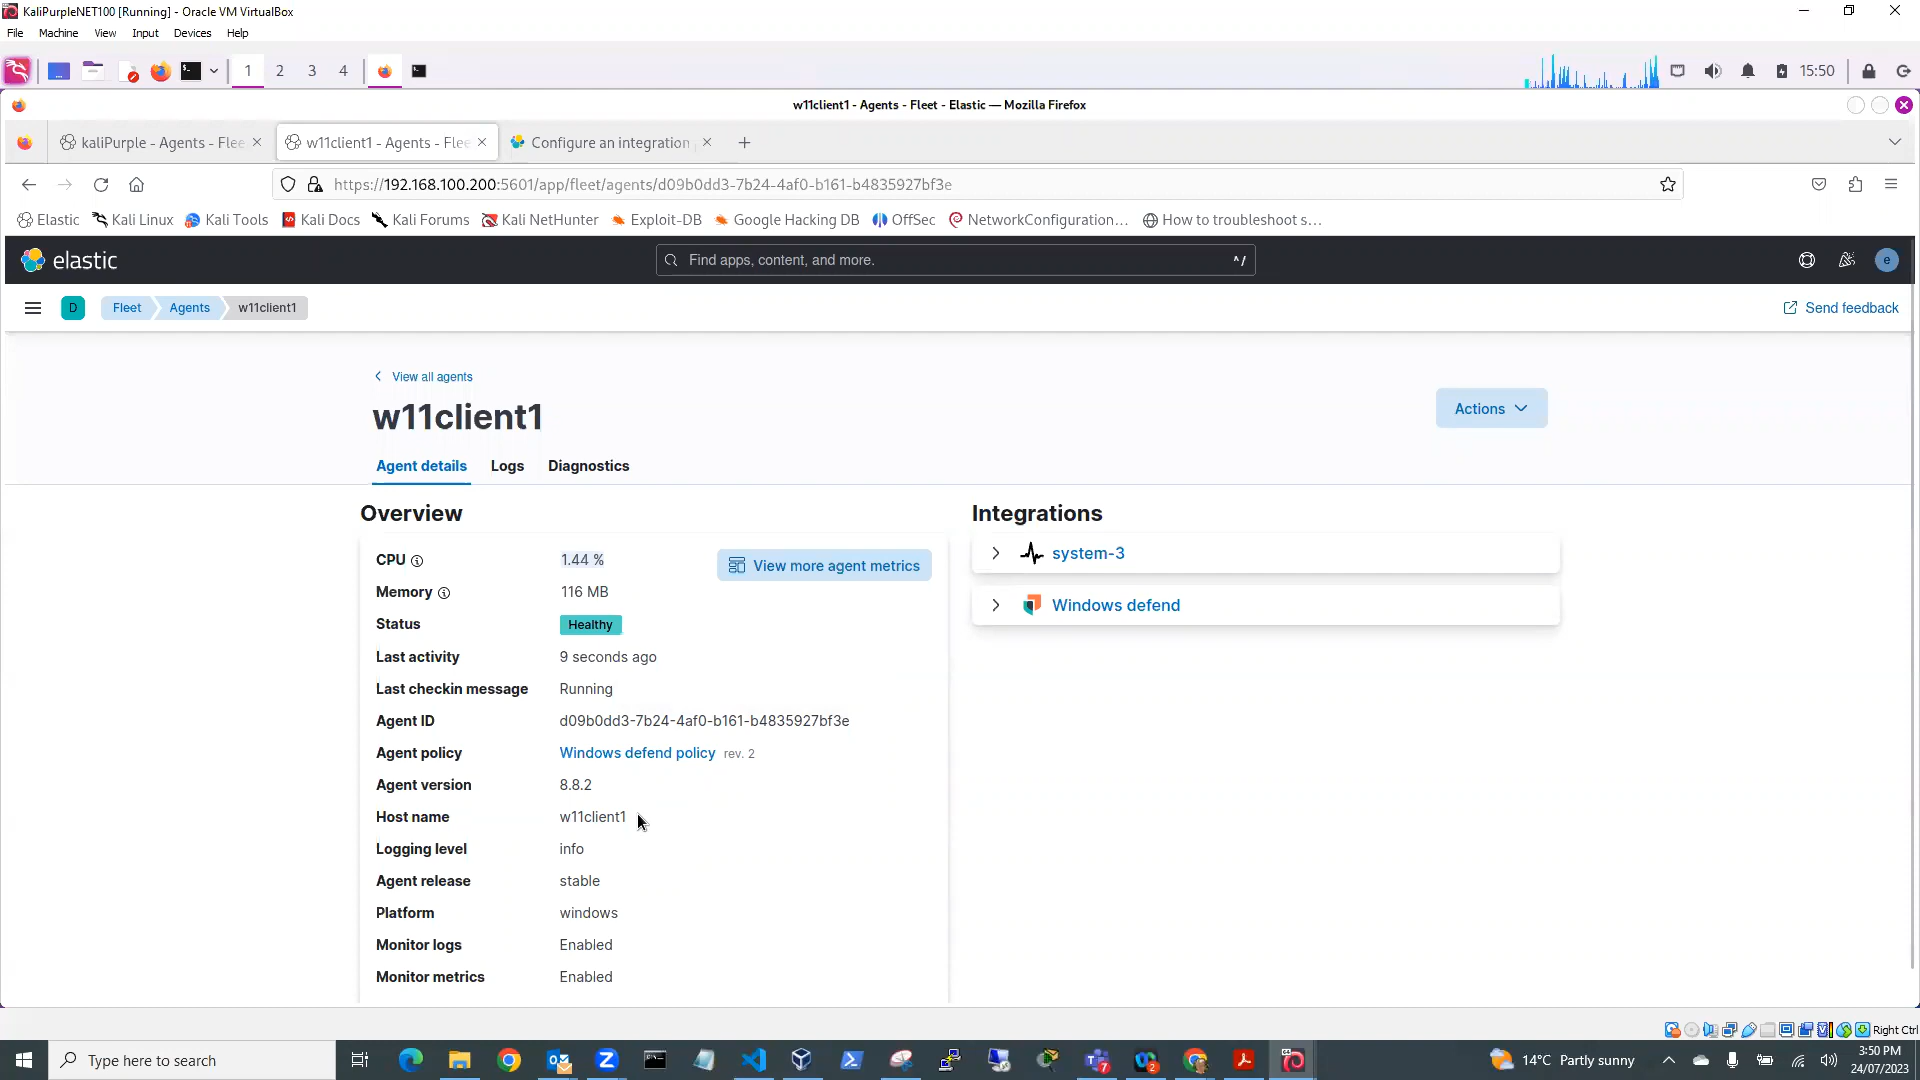 KaliPurpleNET100 [Running] - Oracle VM VirtualBox
File Machine View Input Devices Help
1 2 3 4 15:50
w11client1 - Agents - Fleet - Elastic — Mozilla Firefox
kaliPurple - Agents - Flee w11client1 - Agents - Flee Configure an integration
https://192.168.100.200:5601/app/fleet/agents/d09b0dd3-7b24-4af0-b161-b4835927bf3e
Elastic Kali Linux Kali Tools Kali Docs Kali Forums Kali NetHunter Exploit-DB Google Hacking DB OffSec NetworkConfiguration… How to troubleshoot s…
elastic Find apps, content, and more. ^/ e
D Fleet Agents w11client1 Send feedback
View all agents
w11client1
Actions
Agent details Logs Diagnostics
Overview
CPU 1.44 %
View more agent metrics
Memory 116 MB
Status Healthy
Last activity 9 seconds ago
Last checkin message Running
Agent ID d09b0dd3-7b24-4af0-b161-b4835927bf3e
Agent policy Windows defend policy rev. 2
Agent version 8.8.2
Host name w11client1
Logging level info
Agent release stable
Platform windows
Monitor logs Enabled
Monitor metrics Enabled
Integrations
system-3
Windows defend
Right Ctrl
Type here to search
14°C Partly sunny
3:50 PM
24/07/2023